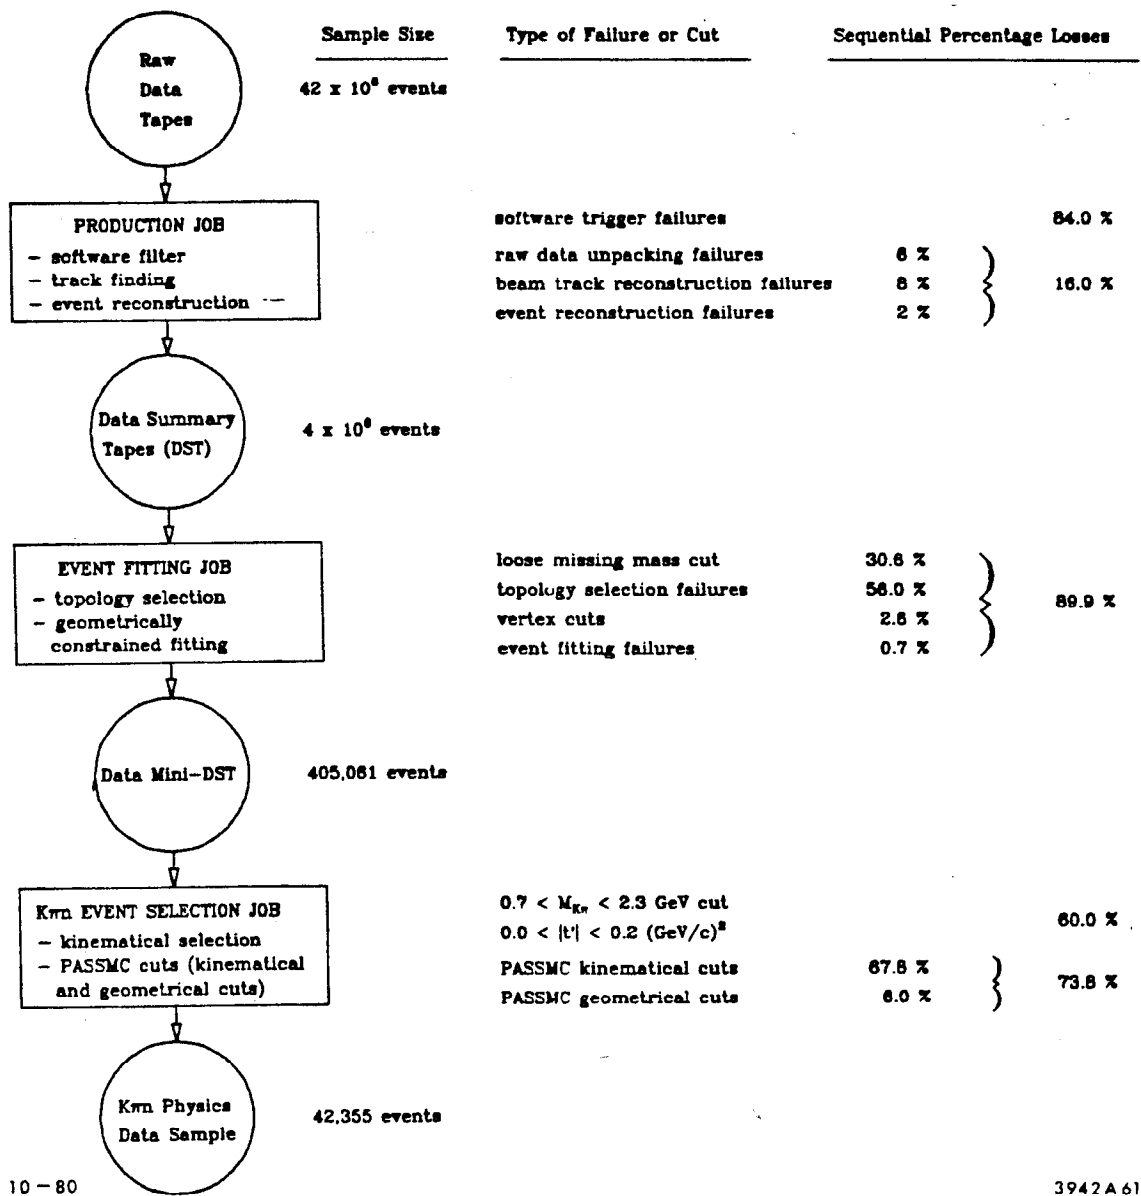 Sample Size Type of Failure or Cut Sequential Percentage Losses
Raw
Data
Tapes
42 x 10⁶ events
PRODUCTION JOB
– software filter
– track finding
– event reconstruction
software trigger failures 84.0 %
raw data unpacking failures 6 %
beam track reconstruction failures 8 %
event reconstruction failures 2 %
16.0 %
Data Summary
Tapes (DST)
4 x 10⁶ events
EVENT FITTING JOB
– topology selection
– geometrically
constrained fitting
loose missing mass cut 30.6 %
topology selection failures 56.0 %
vertex cuts 2.6 %
event fitting failures 0.7 %
89.9 %
Data Mini-DST
405,061 events
Kπn EVENT SELECTION JOB
– kinematical selection
– PASSMC cuts (kinematical
and geometrical cuts)
0.7 < M_Kπ < 2.3 GeV cut
0.0 < |t'| < 0.2 (GeV/c)²
60.0 %
PASSMC kinematical cuts 67.8 %
PASSMC geometrical cuts 6.0 %
73.8 %
Kπn Physics
Data Sample
42,355 events
10 – 80
3942A61